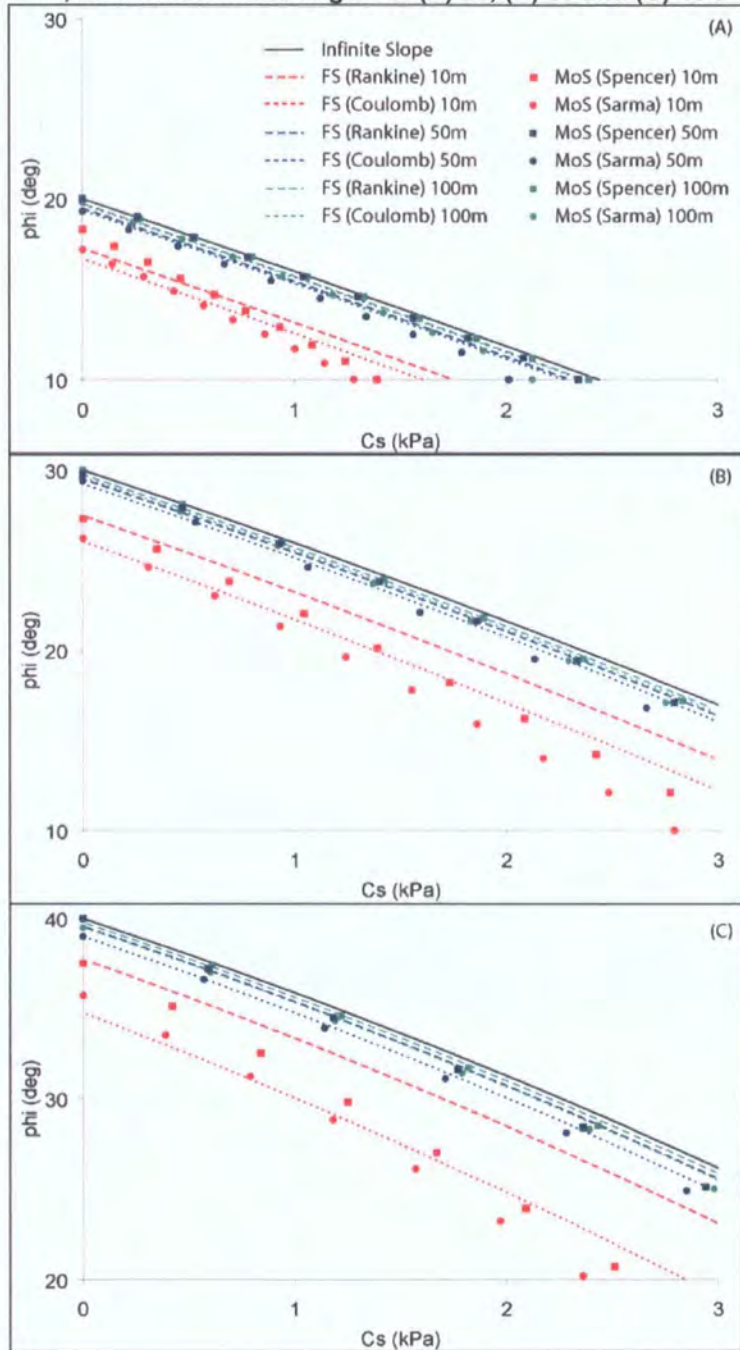 (A)
Infinite Slope
FS (Rankine) 10m
FS (Coulomb) 10m
FS (Rankine) 50m
FS (Coulomb) 50m
FS (Rankine) 100m
FS (Coulomb) 100m
MoS (Spencer) 10m
MoS (Sarma) 10m
MoS (Spencer) 50m
MoS (Sarma) 50m
MoS (Spencer) 100m
MoS (Sarma) 100m
30
20
10
phi (deg)
0 1 2 3
Cs (kPa)
(B)
30
20
10
phi (deg)
0 1 2 3
Cs (kPa)
(C)
40
30
20
phi (deg)
0 1 2 3
Cs (kPa)